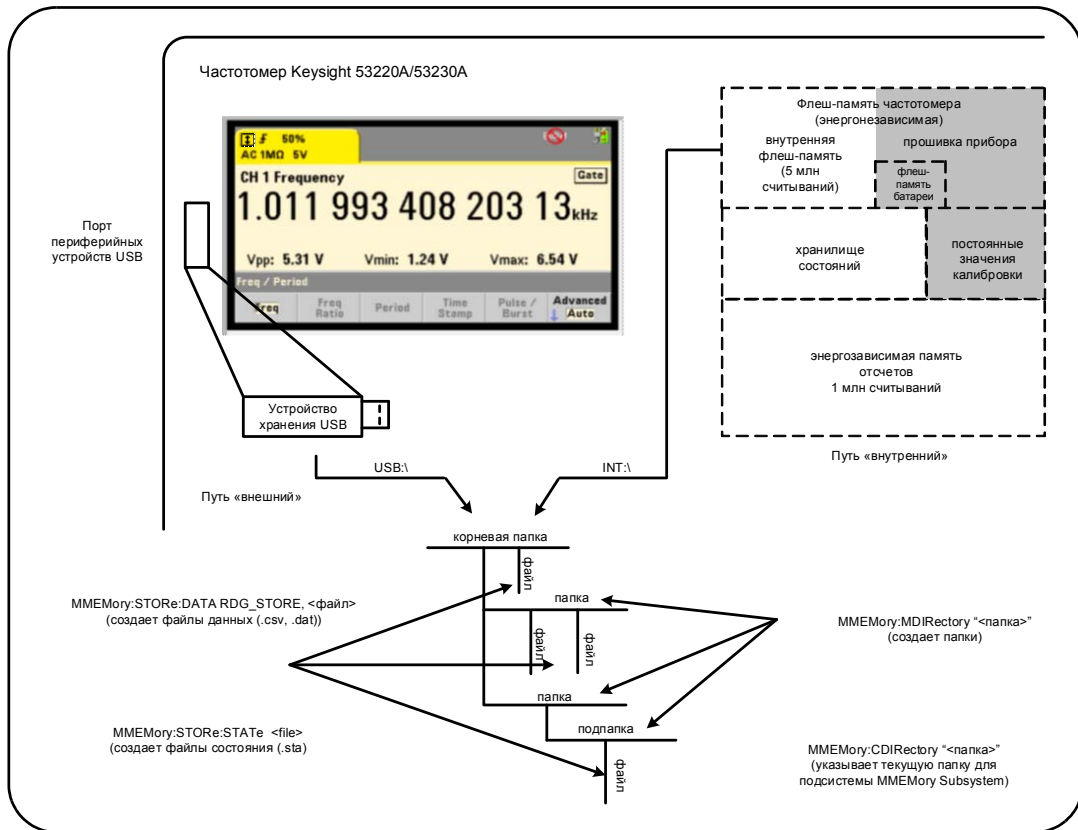 Частотомер Keysight 53220A/53230A
50%
AC 1MΩ 5V
CH 1 Frequency
Gate
1.011 993 408 203 13 kHz
Vpp: 5.31 V Vmin: 1.24 V Vmax: 6.54 V
Freq / Period
Freq
Freq
Ratio
Period
Time
Stamp
Pulse /
Burst
Advanced
Auto
Порт
периферийных
устройств USB
Устройство
хранения USB
Флеш-память частотомера
(энергонезависимая)
внутренняя
флеш-память
(5 млн
считываний)
прошивка прибора
флеш-
память
батареи
хранилище
состояний
постоянные
значения
калибровки
энергозависимая память
отсчетов
1 млн считываний
Путь «внутренний»
USB:\
INT:\
Путь «внешний»
корневая папка
файл
папка
файл
файл
папка
подпапка
файл
MMEMory:STORe:DATA RDG_STORE, <файл>
(создает файлы данных (.csv, .dat))
MMEMory:MDIRectory “<папка>”
(создает папки)
MMEMory:STORe:STATe <file>
(создает файлы состояния (.sta)
MMEMory:CDIRectory “<папка>”
(указывает текущую папку для
подсистемы MMEMory Subsystem)